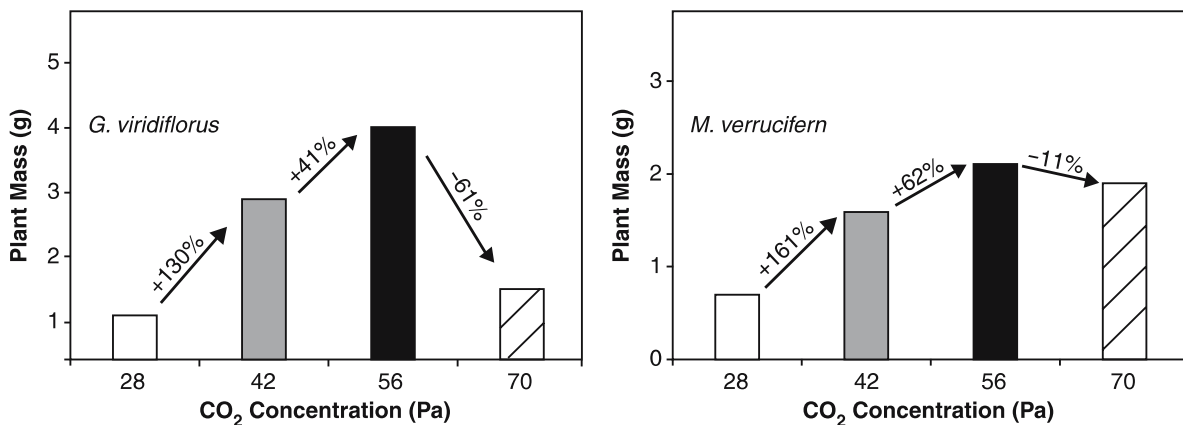 Plant Mass (g)
5
4
3
2
1
G. viridiflorus
+130%
+41%
−61%
28 42 56 70
CO2 Concentration (Pa)
Plant Mass (g)
3
2
1
0
M. verrucifern
+161%
+62%
−11%
28 42 56 70
CO2 Concentration (Pa)